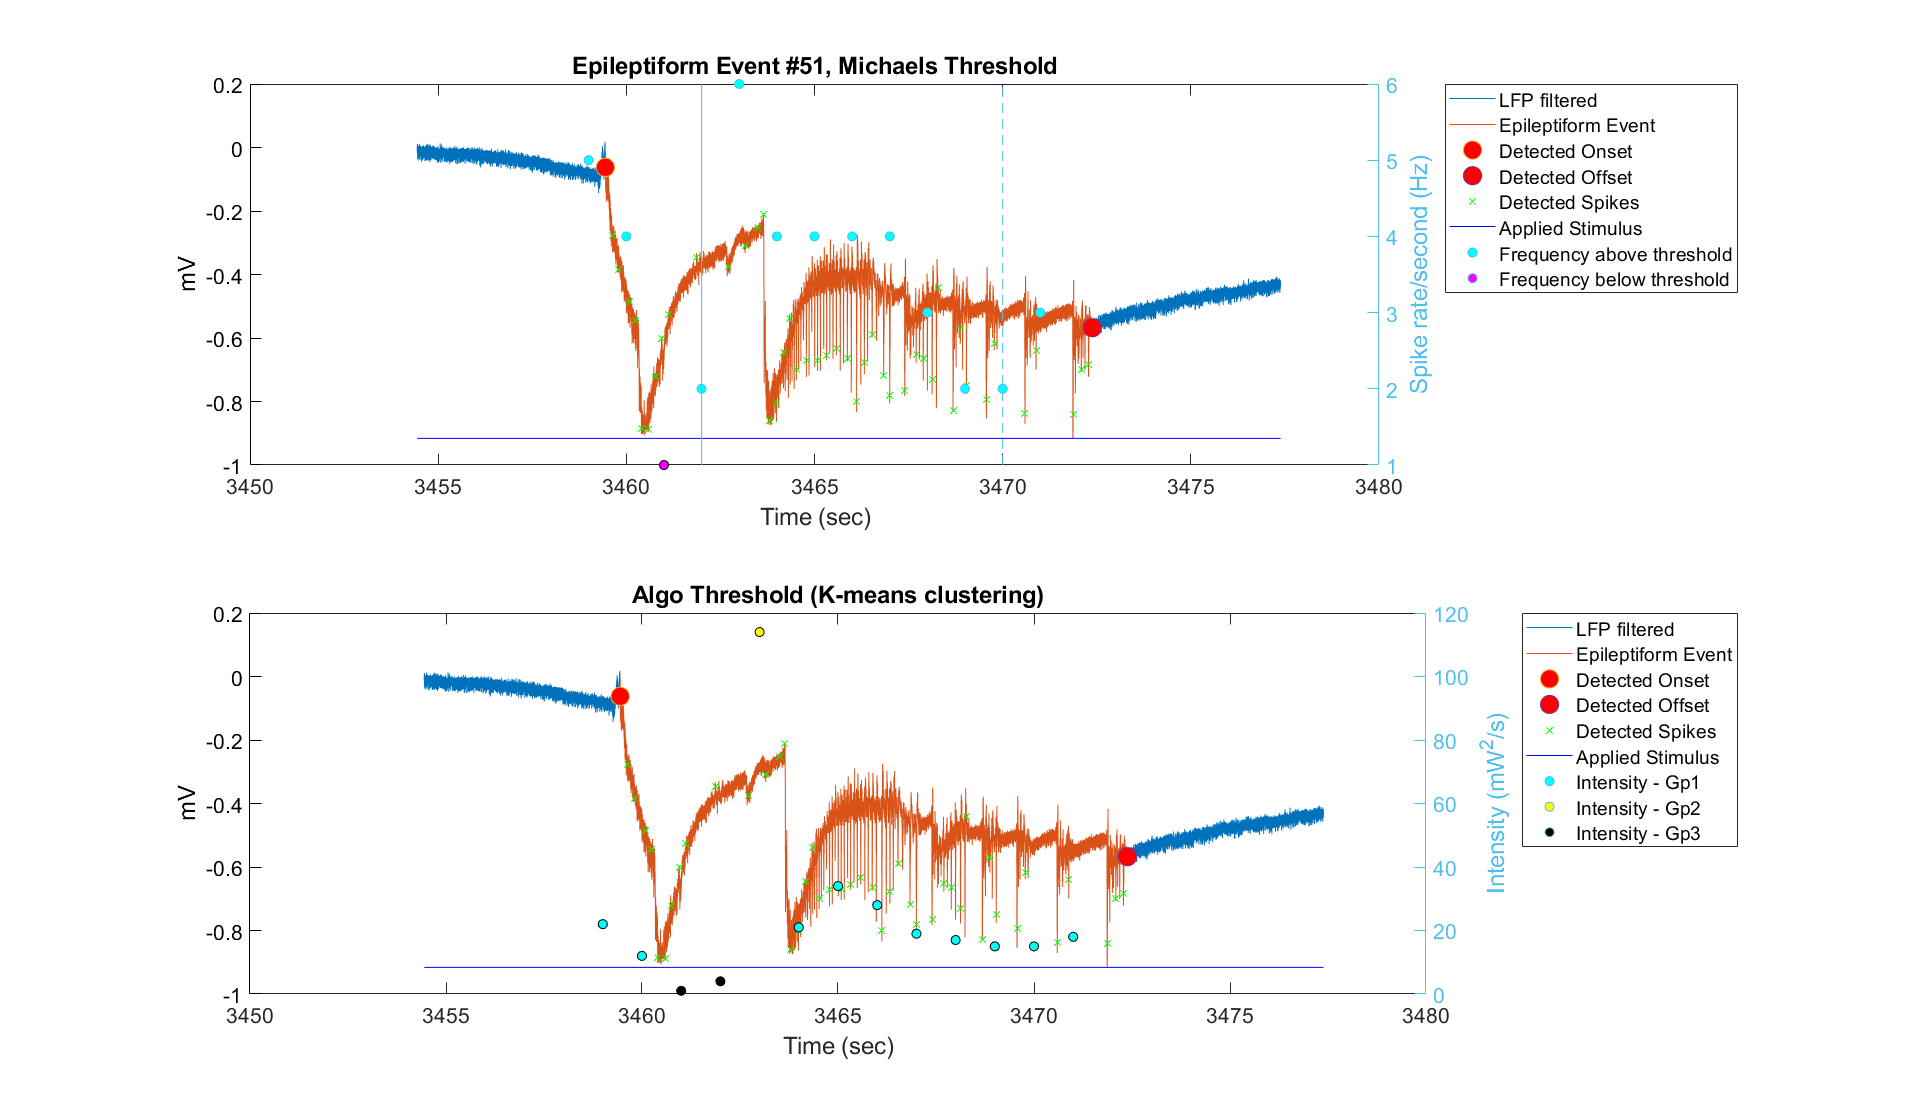 Epileptiform Event #51, Michaels Threshold
0.2
0
-0.2
-0.4
-0.6
-0.8
-1
mV
3450
3455
3460
3465
3470
3475
3480
Time (sec)
6
5
4
3
2
1
Spike rate/second (Hz)
LFP filtered
Epileptiform Event
Detected Onset
Detected Offset
Detected Spikes
Applied Stimulus
Frequency above threshold
Frequency below threshold
Algo Threshold (K-means clustering)
0.2
0
-0.2
-0.4
-0.6
-0.8
-1
mV
3450
3455
3460
3465
3470
3475
3480
Time (sec)
120
100
80
60
40
20
0
Intensity (mW²/s)
LFP filtered
Epileptiform Event
Detected Onset
Detected Offset
Detected Spikes
Applied Stimulus
Intensity - Gp1
Intensity - Gp2
Intensity - Gp3